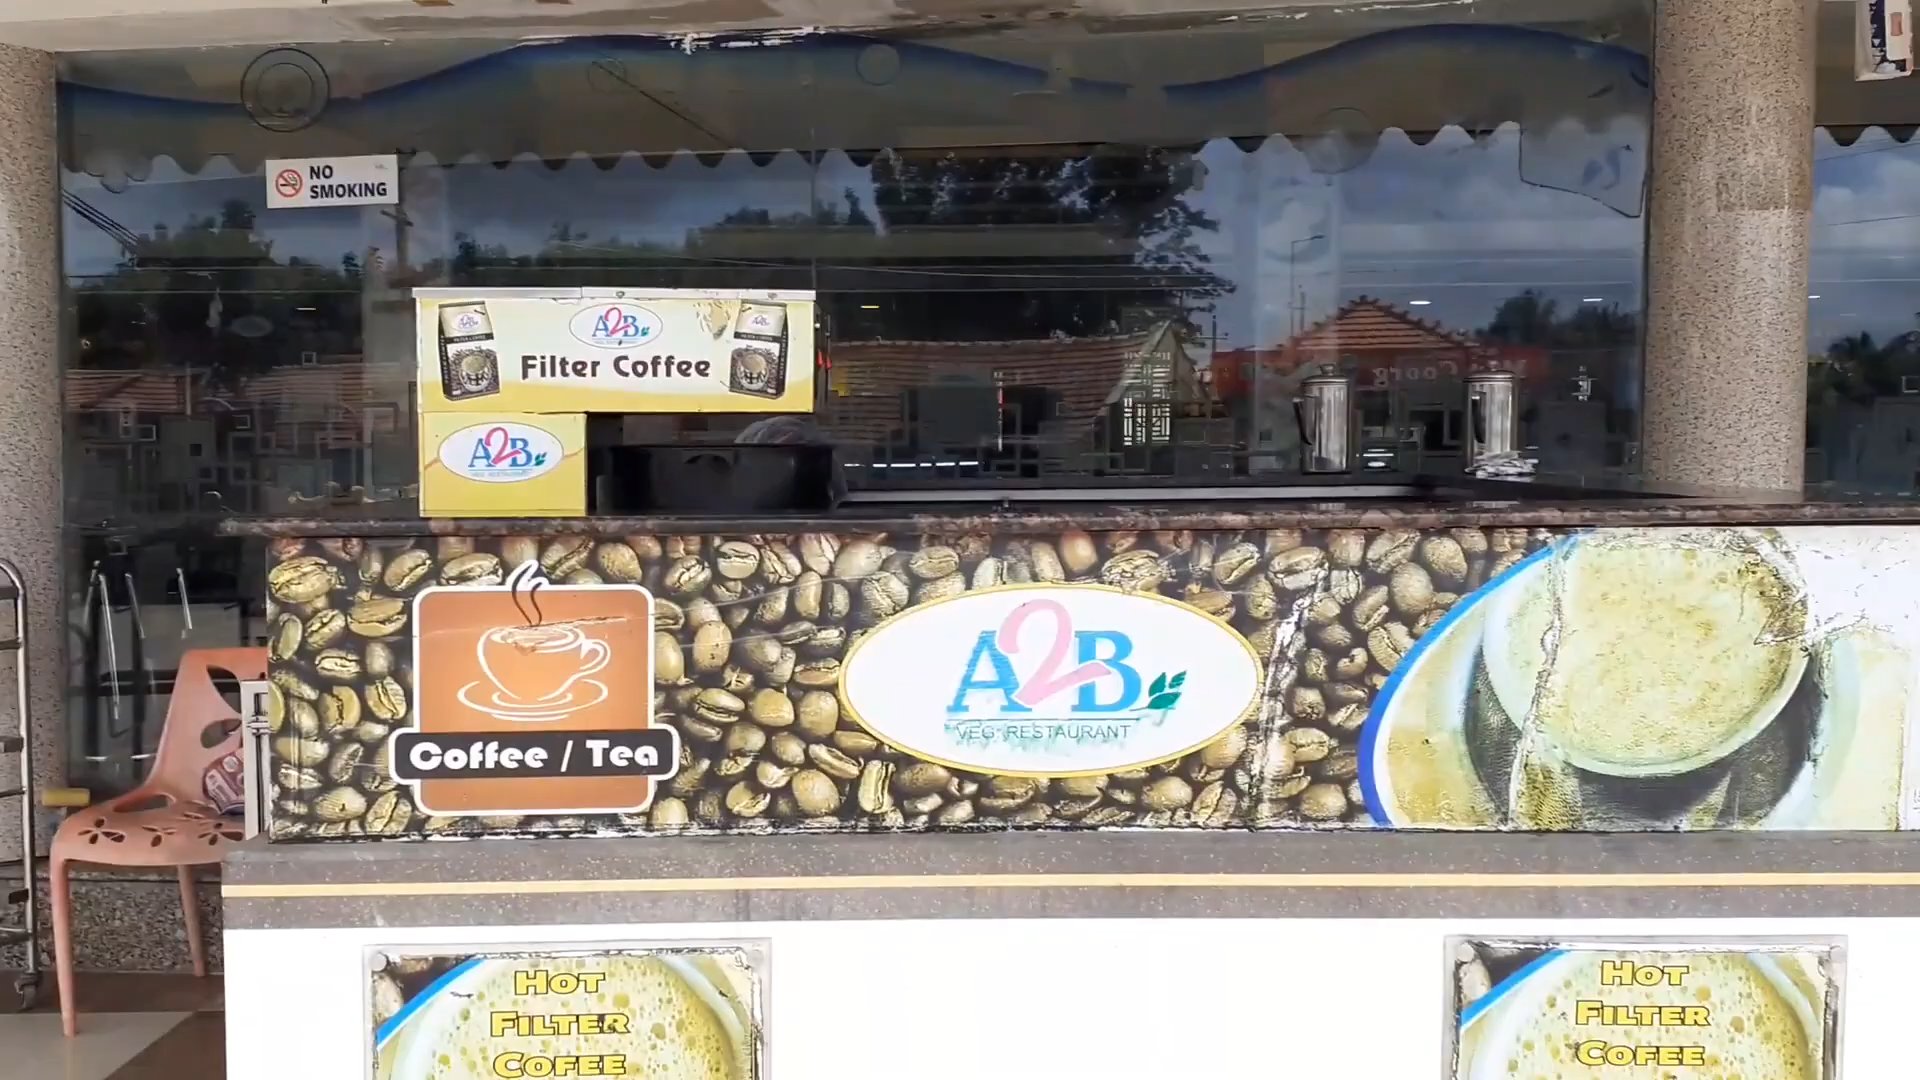 NO
SMOKING
A2B
Filter Coffee
A2B
A2B
VEG. RESTAURANT
Coffee / Tea
HOT
FILTER
COFEE
HOT
FILTER
COFEE